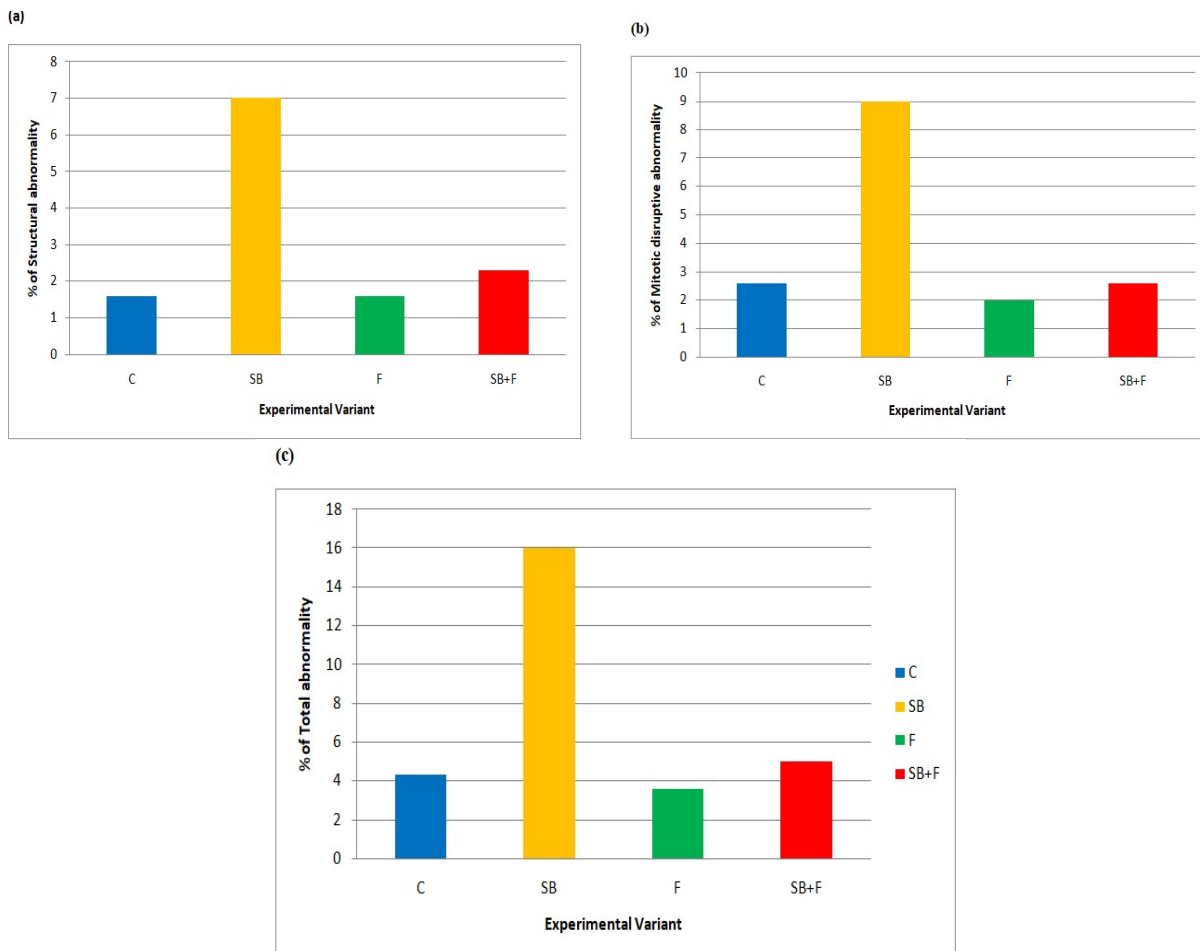 (a)
% of Structural abnormality
8
7
6
5
4
3
2
1
0
C SB F SB+F
Experimental Variant
(b)
% of Mitotic disruptive abnormality
10
9
8
7
6
5
4
3
2
1
0
C SB F SB+F
Experimental Variant
(c)
% of Total abnormality
18
16
14
12
10
8
6
4
2
0
C SB F SB+F
Experimental Variant
C
SB
F
SB+F